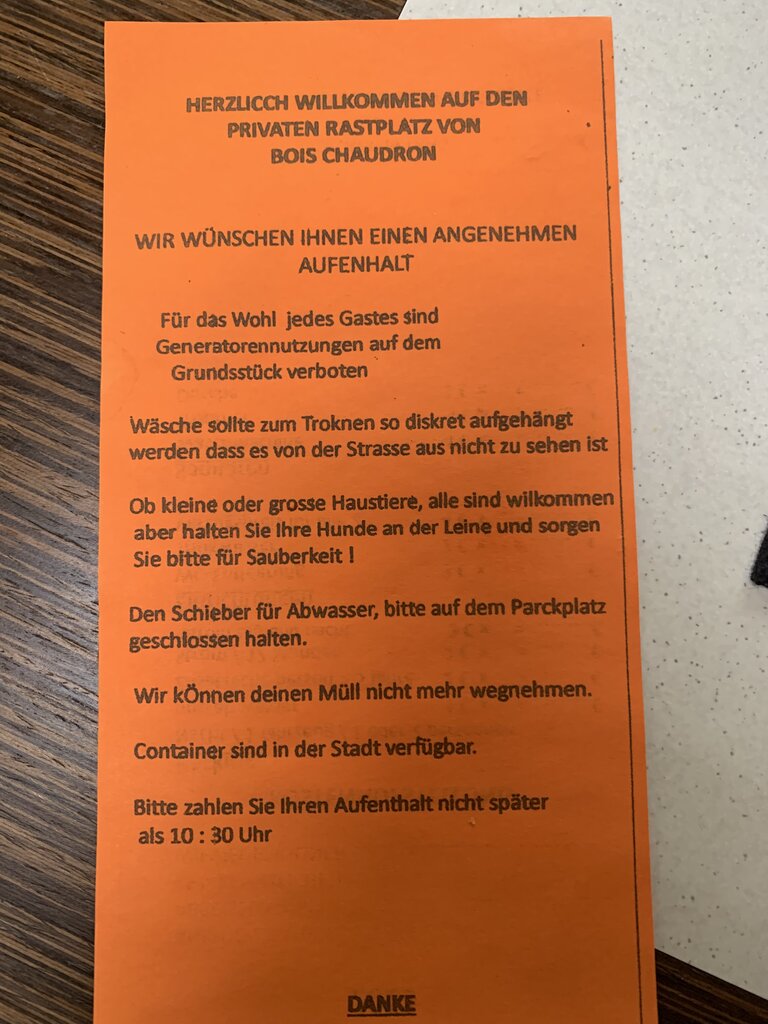 HERZLICCH WILLKOMMEN AUF DEN
PRIVATEN RASTPLATZ VON
BOIS CHAUDRON
WIR WÜNSCHEN IHNEN EINEN ANGENEHMEN
AUFENHALT
Für das Wohl jedes Gastes sind
Generatorennutzungen auf dem
Grundsstück verboten
Wäsche sollte zum Troknen so diskret aufgehängt
werden dass es von der Strasse aus nicht zu sehen ist
Ob kleine oder grosse Haustiere, alle sind wilkommen
aber halten Sie Ihre Hunde an der Leine und sorgen
Sie bitte für Sauberkeit !
Den Schieber für Abwasser, bitte auf dem Parckplatz
geschlossen halten.
Wir kÖnnen deinen Müll nicht mehr wegnehmen.
Container sind in der Stadt verfügbar.
Bitte zahlen Sie Ihren Aufenthalt nicht später
als 10 : 30 Uhr
DANKE